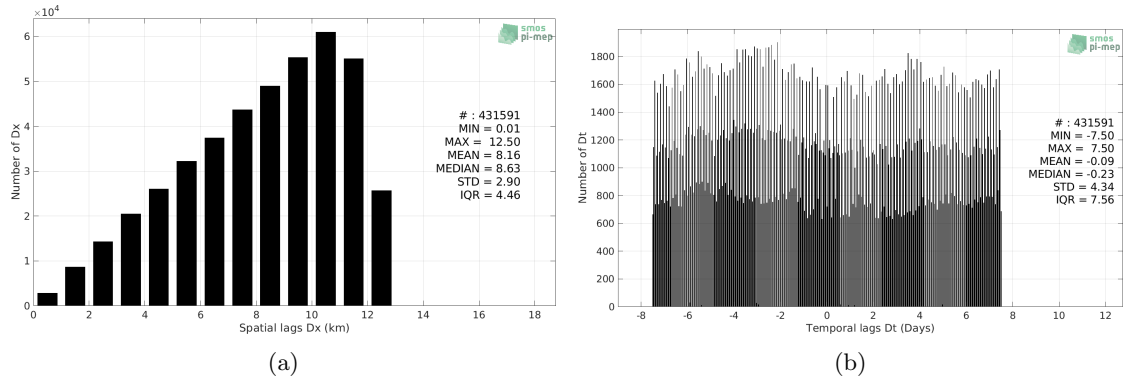 ×10⁴
6
5
4
3
2
1
0
Number of Dx
0 2 4 6 8 10 12 14 16 18
Spatial lags Dx (km)
smos
pi-mep
# : 431591
MIN = 0.01
MAX = 12.50
MEAN = 8.16
MEDIAN = 8.63
STD = 2.90
IQR = 4.46
(a)
1800
1600
1400
1200
1000
800
600
400
200
0
Number of Dt
-8 -6 -4 -2 0 2 4 6 8 10 12
Temporal lags Dt (Days)
smos
pi-mep
# : 431591
MIN = -7.50
MAX = 7.50
MEAN = -0.09
MEDIAN = -0.23
STD = 4.34
IQR = 7.56
(b)